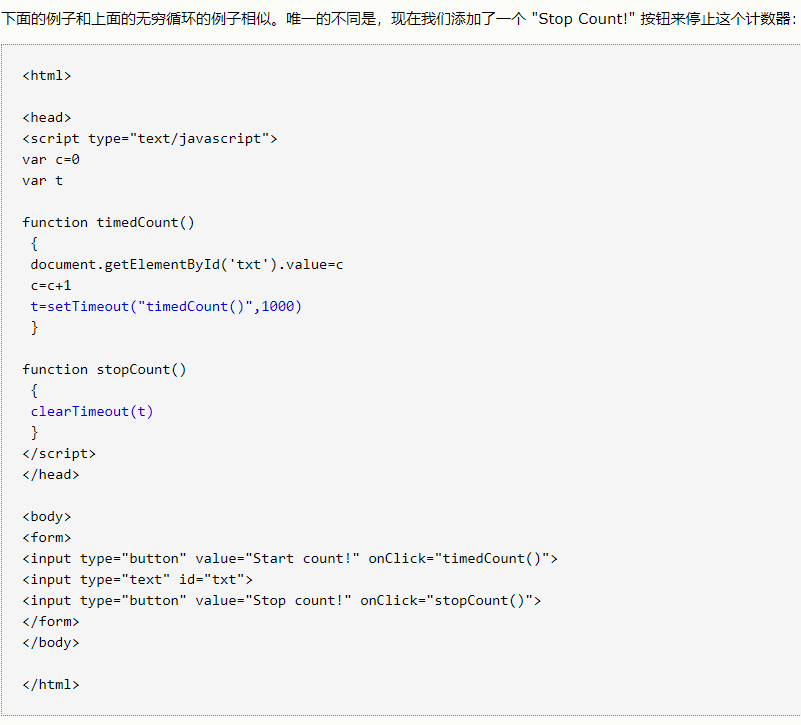 下面的例子和上面的无穷循环的例子相似。唯一的不同是，现在我们添加了一个 "Stop Count!" 按钮来停止这个计数器：
<html>
<head>
<script type="text/javascript">
var c=0
var t
function timedCount()
{
document.getElementById('txt').value=c
c=c+1
t=setTimeout("timedCount()",1000)
}
function stopCount()
{
clearTimeout(t)
}
</script>
</head>
<body>
<form>
<input type="button" value="Start count!" onClick="timedCount()">
<input type="text" id="txt">
<input type="button" value="Stop count!" onClick="stopCount()">
</form>
</body>
</html>